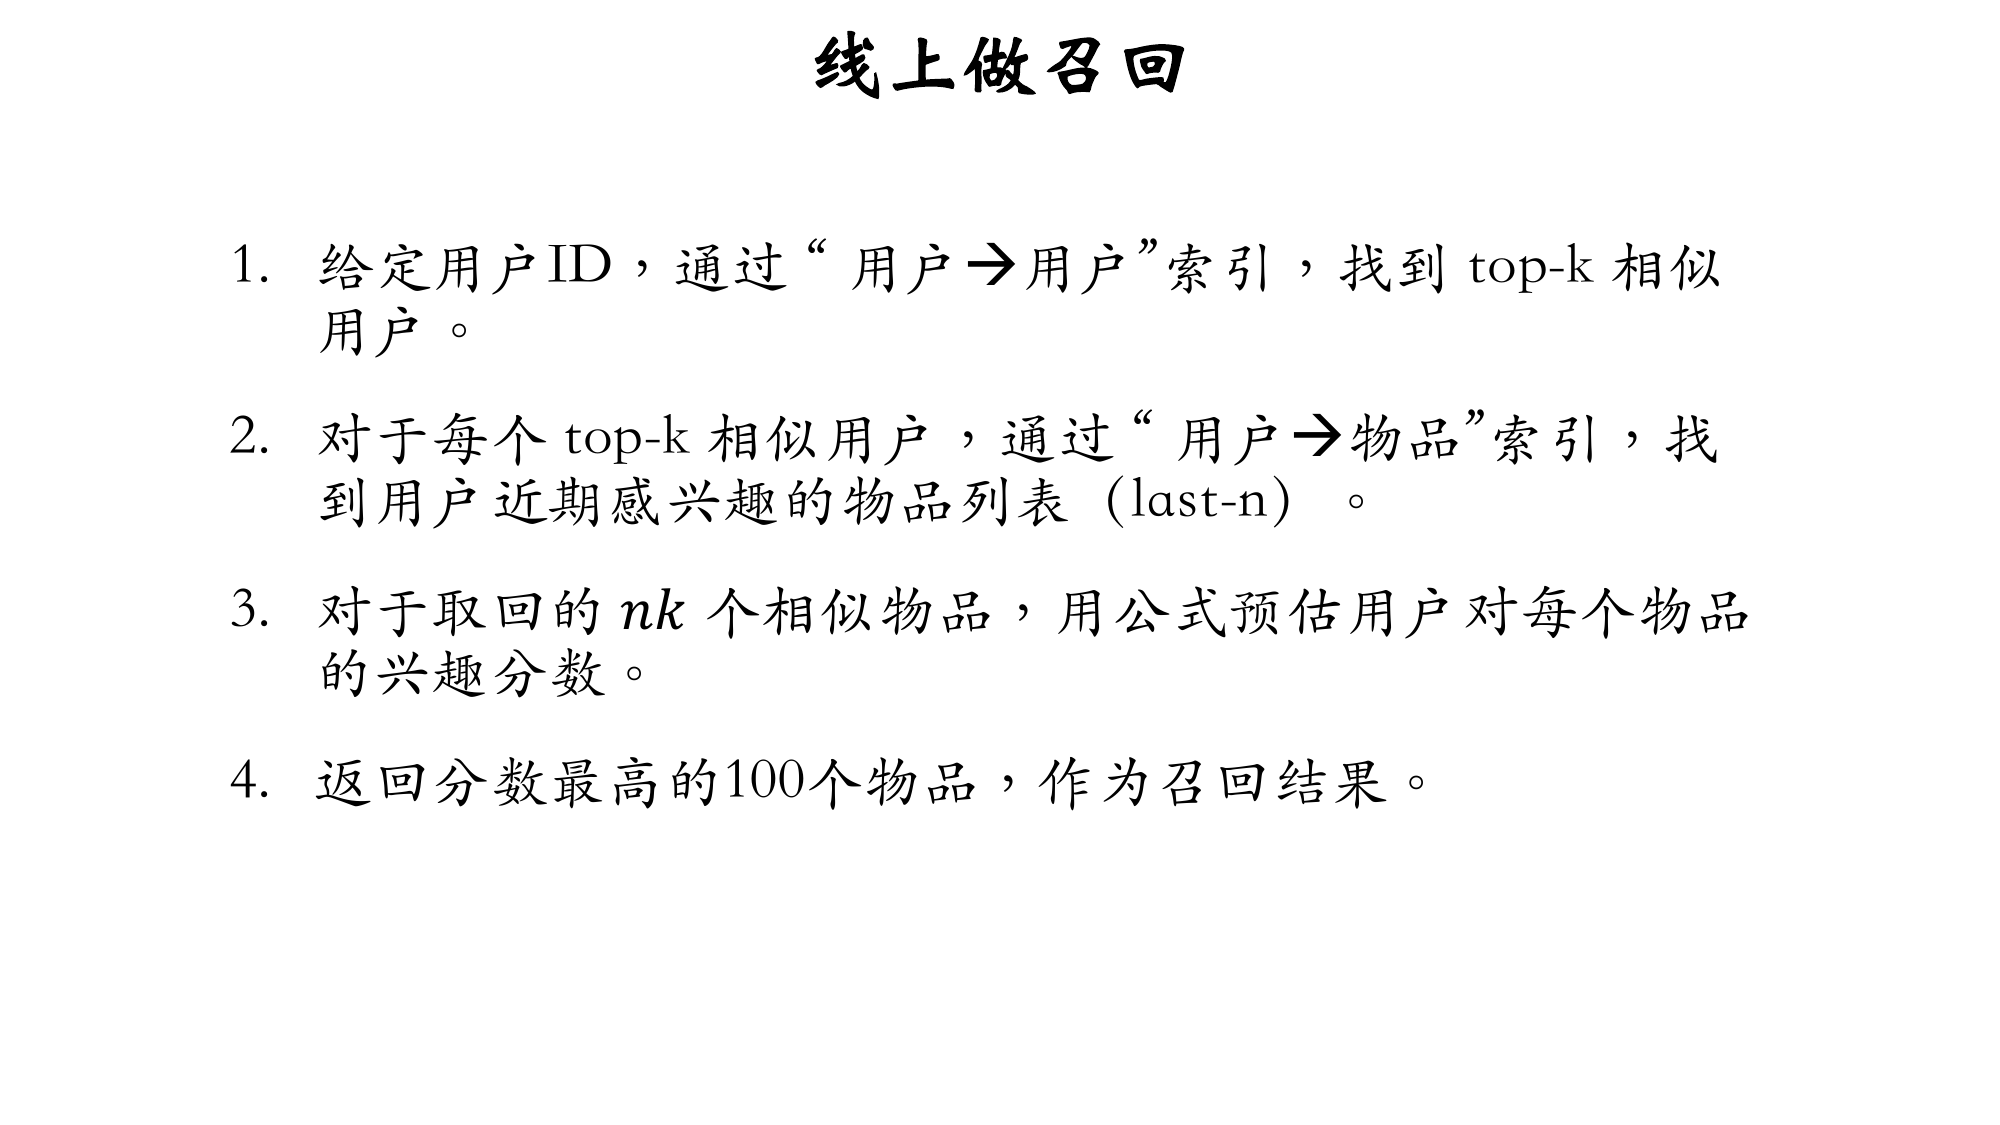 线上做召回
1. 给定用户ID，通过“用户→用户”索引，找到 top-k 相似
用户。
2. 对于每个 top-k 相似用户，通过“用户→物品”索引，找
到用户近期感兴趣的物品列表（last-n）。
3. 对于取回的 nk 个相似物品，用公式预估用户对每个物品
的兴趣分数。
4. 返回分数最高的100个物品，作为召回结果。